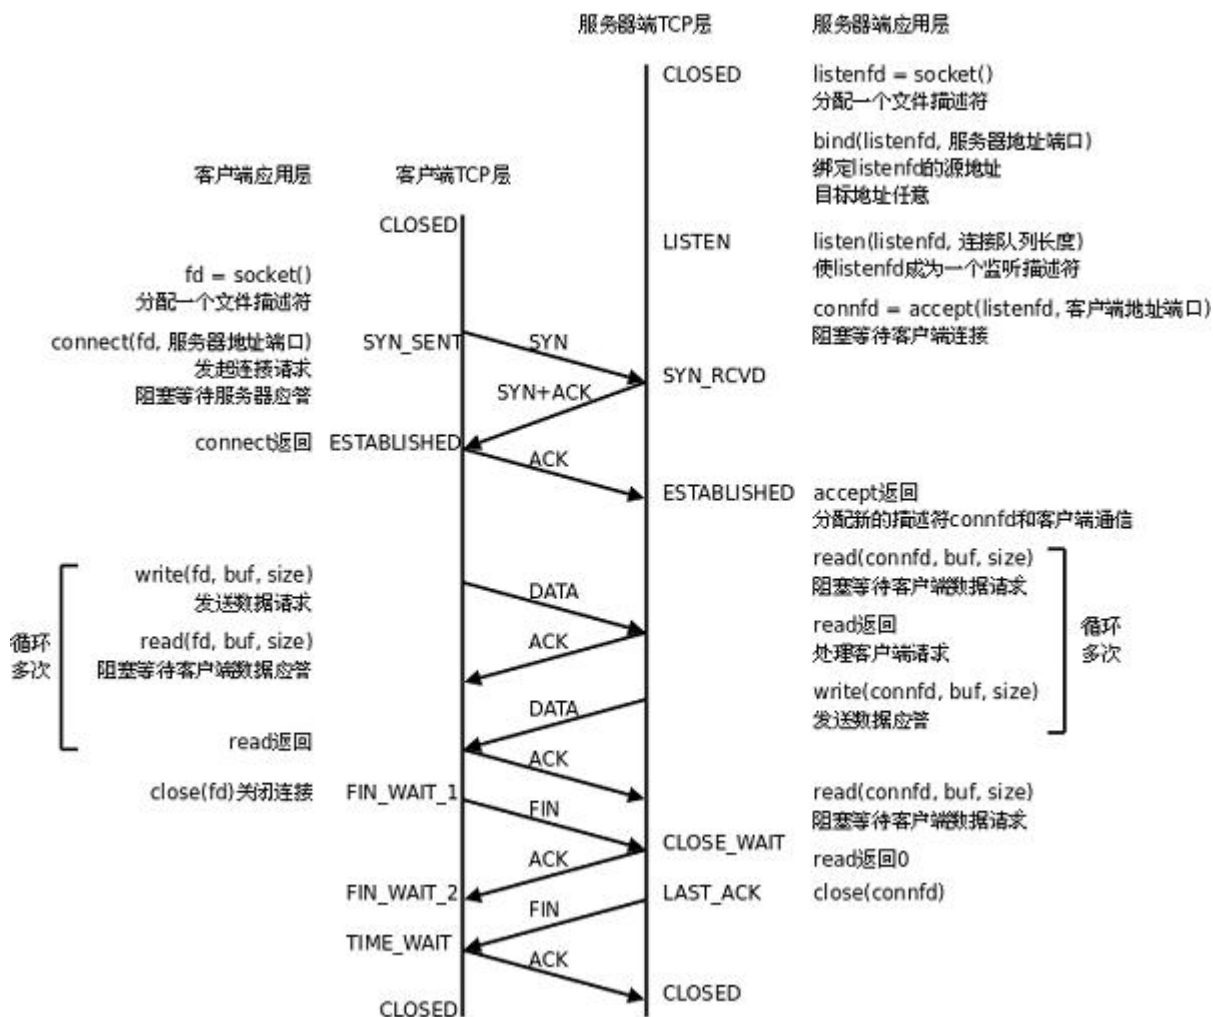 服务器端TCP层 服务器端应用层
CLOSED listenfd = socket()
分配一个文件描述符
bind(listenfd, 服务器地址端口)
绑定listenfd的源地址
目标地址任意
客户端应用层 客户端TCP层
CLOSED
LISTEN listen(listenfd, 连接队列长度)
使listenfd成为一个监听描述符
fd = socket()
分配一个文件描述符
connfd = accept(listenfd, 客户端地址端口)
阻塞等待客户端连接
connect(fd, 服务器地址端口) SYN_SENT SYN
发起连接请求
阻塞等待服务器应答
SYN_RCVD
SYN+ACK
connect返回 ESTABLISHED
ACK
ESTABLISHED accept返回
分配新的描述符connfd和客户端通信
read(connfd, buf, size)
阻塞等待客户端数据请求
write(fd, buf, size)
发送数据请求
DATA
read返回
处理客户端请求
循环
多次
read(fd, buf, size)
阻塞等待客户端数据应答
ACK
循环
多次
write(connfd, buf, size)
发送数据应答
DATA
read返回
ACK
close(fd)关闭连接 FIN_WAIT_1
FIN
read(connfd, buf, size)
阻塞等待客户端数据请求
CLOSE_WAIT
read返回0
ACK
FIN_WAIT_2
LAST_ACK close(connfd)
FIN
TIME_WAIT
ACK
CLOSED
CLOSED